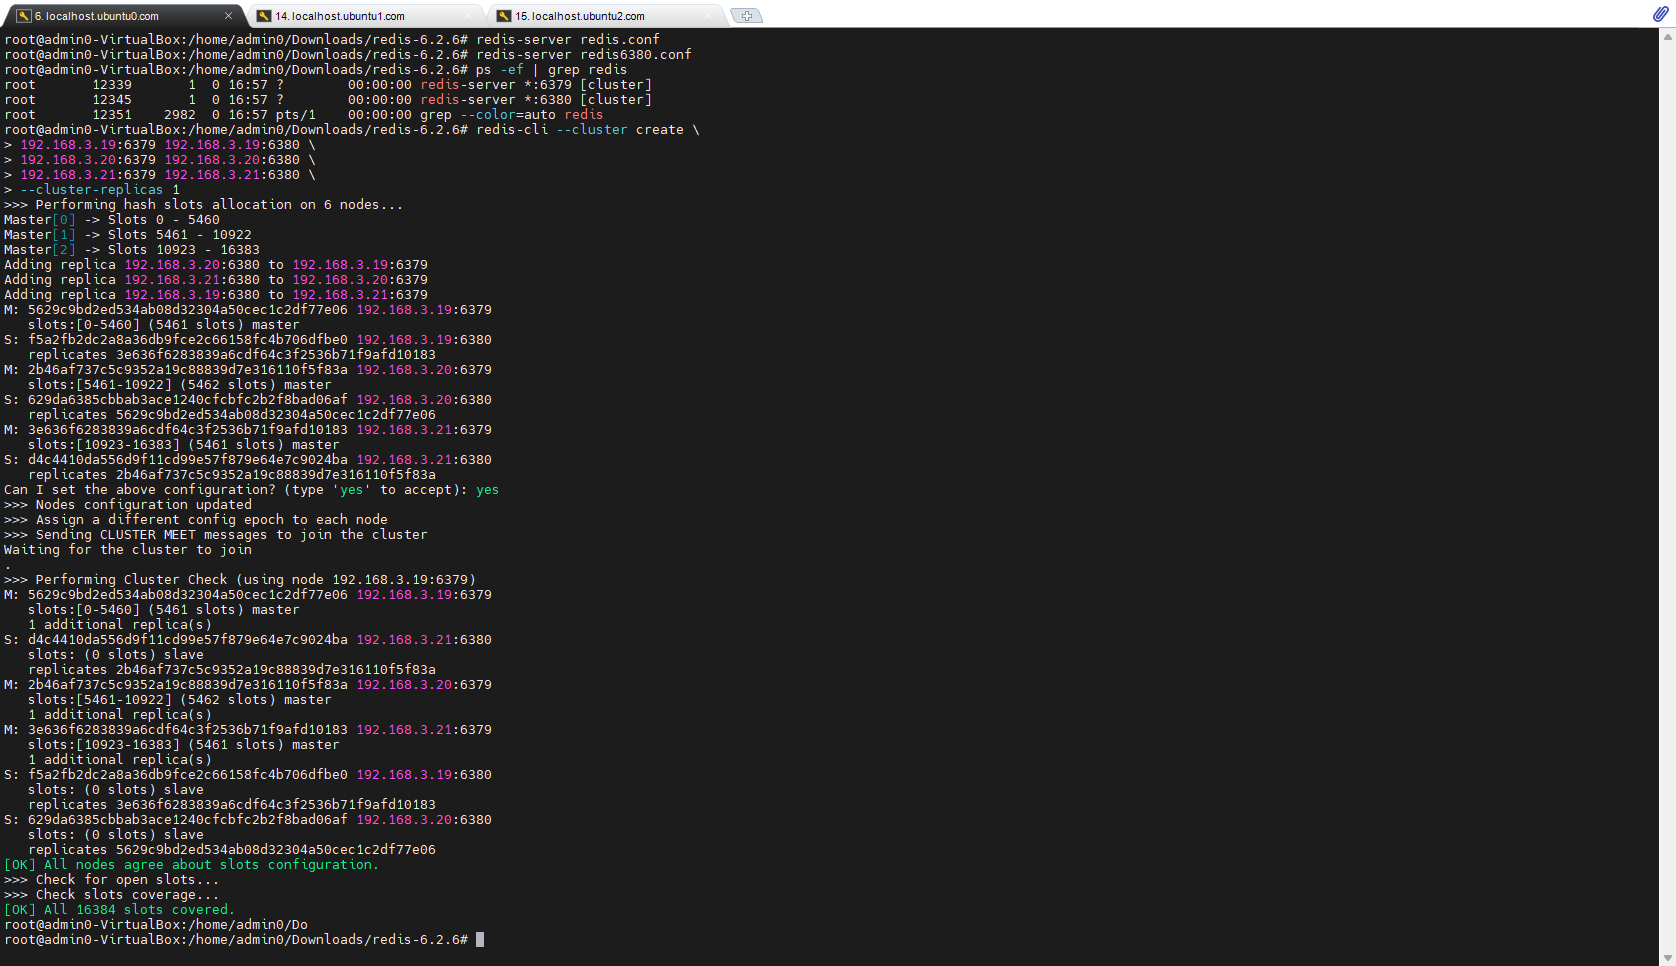 6. localhost.ubuntu0.com
14. localhost.ubuntu1.com
15. localhost.ubuntu2.com
root@admin0-VirtualBox:/home/admin0/Downloads/redis-6.2.6# redis-server redis.conf
root@admin0-VirtualBox:/home/admin0/Downloads/redis-6.2.6# redis-server redis6380.conf
root@admin0-VirtualBox:/home/admin0/Downloads/redis-6.2.6# ps -ef | grep redis
root       12339       1  0 16:57 ?        00:00:00 redis-server *:6379 [cluster]
root       12345       1  0 16:57 ?        00:00:00 redis-server *:6380 [cluster]
root       12351    2982  0 16:57 pts/1    00:00:00 grep --color=auto redis
root@admin0-VirtualBox:/home/admin0/Downloads/redis-6.2.6# redis-cli --cluster create \
> 192.168.3.19:6379 192.168.3.19:6380 \
> 192.168.3.20:6379 192.168.3.20:6380 \
> 192.168.3.21:6379 192.168.3.21:6380 \
> --cluster-replicas 1
>>> Performing hash slots allocation on 6 nodes...
Master[0] -> Slots 0 - 5460
Master[1] -> Slots 5461 - 10922
Master[2] -> Slots 10923 - 16383
Adding replica 192.168.3.20:6380 to 192.168.3.19:6379
Adding replica 192.168.3.21:6380 to 192.168.3.20:6379
Adding replica 192.168.3.19:6380 to 192.168.3.21:6379
M: 5629c9bd2ed534ab08d32304a50cec1c2df77e06 192.168.3.19:6379
   slots:[0-5460] (5461 slots) master
S: f5a2fb2dc2a8a36db9fce2c66158fc4b706dfbe0 192.168.3.19:6380
   replicates 3e636f6283839a6cdf64c3f2536b71f9afd10183
M: 2b46af737c5c9352a19c88839d7e316110f5f83a 192.168.3.20:6379
   slots:[5461-10922] (5462 slots) master
S: 629da6385cbbab3ace1240cfcbfc2b2f8bad06af 192.168.3.20:6380
   replicates 5629c9bd2ed534ab08d32304a50cec1c2df77e06
M: 3e636f6283839a6cdf64c3f2536b71f9afd10183 192.168.3.21:6379
   slots:[10923-16383] (5461 slots) master
S: d4c4410da556d9f11cd99e57f879e64e7c9024ba 192.168.3.21:6380
   replicates 2b46af737c5c9352a19c88839d7e316110f5f83a
Can I set the above configuration? (type 'yes' to accept): yes
>>> Nodes configuration updated
>>> Assign a different config epoch to each node
>>> Sending CLUSTER MEET messages to join the cluster
Waiting for the cluster to join
.
>>> Performing Cluster Check (using node 192.168.3.19:6379)
M: 5629c9bd2ed534ab08d32304a50cec1c2df77e06 192.168.3.19:6379
   slots:[0-5460] (5461 slots) master
   1 additional replica(s)
S: d4c4410da556d9f11cd99e57f879e64e7c9024ba 192.168.3.21:6380
   slots: (0 slots) slave
   replicates 2b46af737c5c9352a19c88839d7e316110f5f83a
M: 2b46af737c5c9352a19c88839d7e316110f5f83a 192.168.3.20:6379
   slots:[5461-10922] (5462 slots) master
   1 additional replica(s)
M: 3e636f6283839a6cdf64c3f2536b71f9afd10183 192.168.3.21:6379
   slots:[10923-16383] (5461 slots) master
   1 additional replica(s)
S: f5a2fb2dc2a8a36db9fce2c66158fc4b706dfbe0 192.168.3.19:6380
   slots: (0 slots) slave
   replicates 3e636f6283839a6cdf64c3f2536b71f9afd10183
S: 629da6385cbbab3ace1240cfcbfc2b2f8bad06af 192.168.3.20:6380
   slots: (0 slots) slave
   replicates 5629c9bd2ed534ab08d32304a50cec1c2df77e06
[OK] All nodes agree about slots configuration.
>>> Check for open slots...
>>> Check slots coverage...
[OK] All 16384 slots covered.
root@admin0-VirtualBox:/home/admin0/Do
root@admin0-VirtualBox:/home/admin0/Downloads/redis-6.2.6#